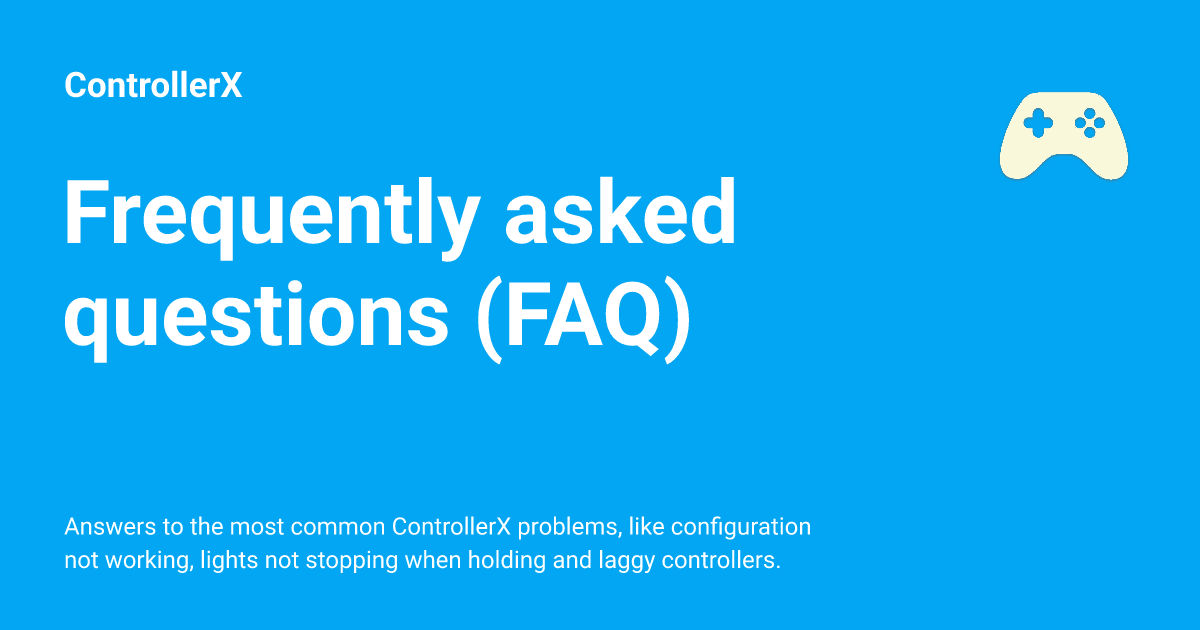 ControllerX
Frequently asked
questions (FAQ)
Answers to the most common ControllerX problems, like configuration
not working, lights not stopping when holding and laggy controllers.